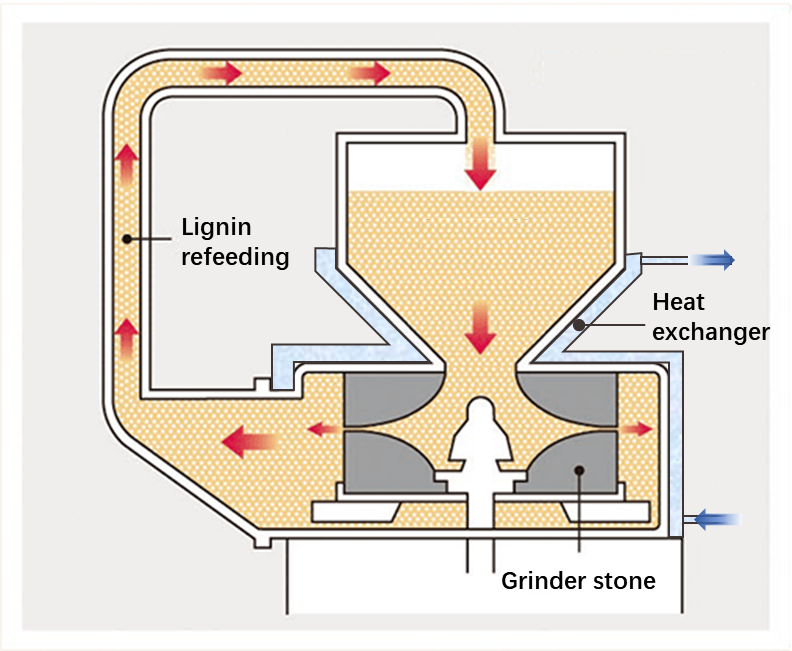 Lignin
refeeding
Heat
exchanger
Grinder stone